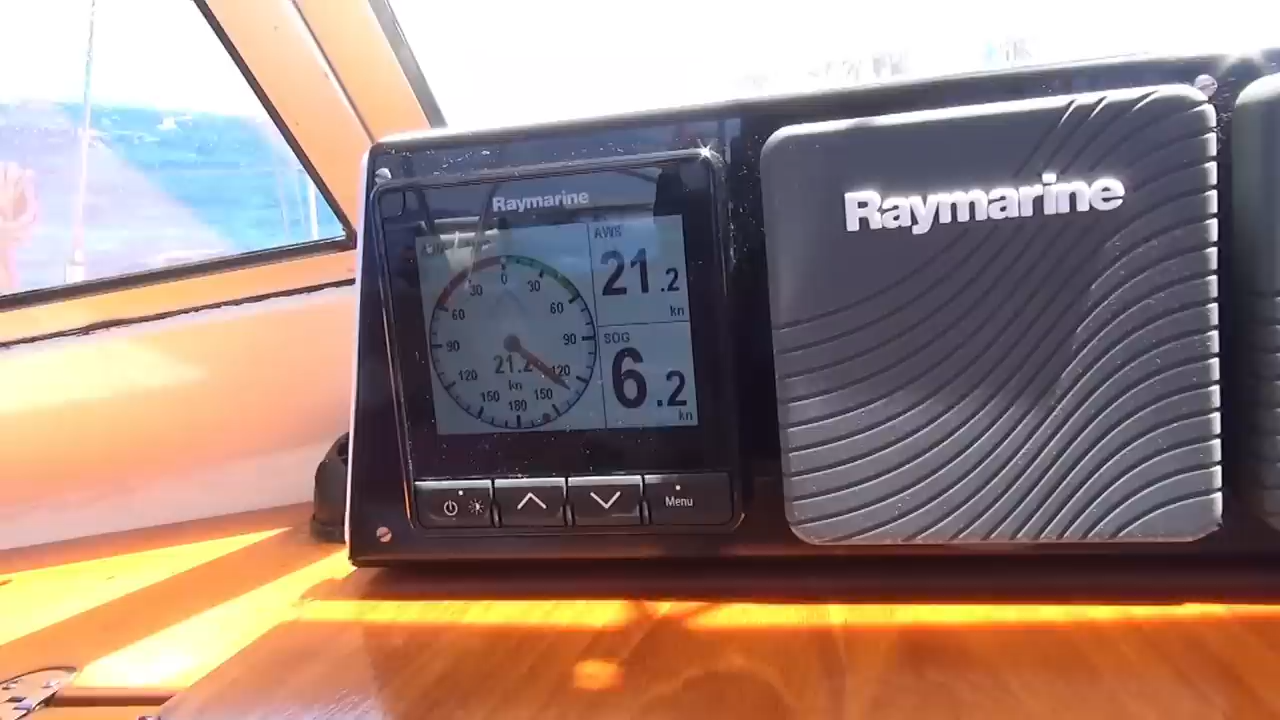 Raymarine
AWS
21.2
kn
0
30 30
60 60
90 90
120 120
150 150
180
21.2
kn
SOG
6.2
kn
Menu
Raymarine